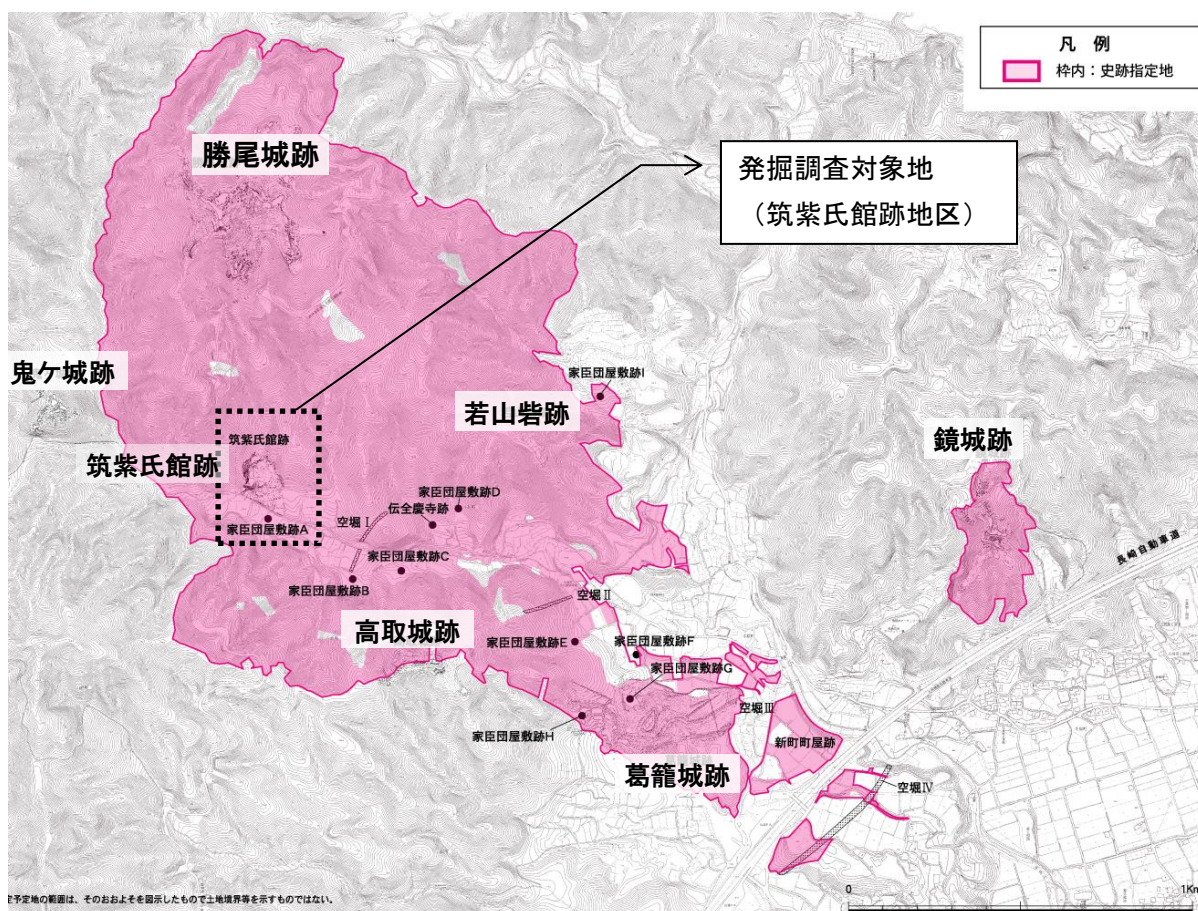 凡 例
枠内：史跡指定地
勝尾城跡
発掘調査対象地
（筑紫氏館跡地区）
鬼ケ城跡
家臣団屋敷跡I
若山砦跡
鏡城跡
筑紫氏館跡
筑紫氏館跡
家臣団屋敷跡D
伝全慶寺跡
長崎自動車道
家臣団屋敷跡A
空堀Ⅰ
家臣団屋敷跡C
家臣団屋敷跡B
空堀Ⅱ
高取城跡
家臣団屋敷跡E
家臣団屋敷跡F
家臣団屋敷跡G
空堀Ⅲ
家臣団屋敷跡H
新町町屋跡
葛籠城跡
空堀Ⅳ
定予定地の範囲は、そのおおよそを図示したもので土地境界等を示すものではない。
0
1Km